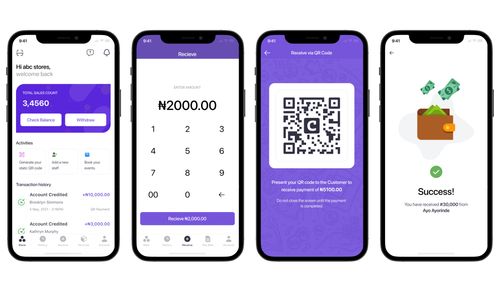 9:41
Hi abc stores,
welcome back
TOTAL SALES COUNT
3,4560
Check Balance
Withdraw
Activities
Generate your
static QR code
Add a new
staff
Book your
events
Transaction history
Account Credited
+₦10,000.00
Brooklyn Simmons
QR Payment
Account Credited
+₦3,000.00
Kathryn Murphy
9:41
Recieve
ENTER AMOUNT
₦2000.00
1 2 3
4 5 6
7 8 9
00 0 ←
Recieve ₦2,000.00
9:41
Receive via QR Code
C
Present your QR code to the Customer to
receive payment of ₦5100.00
Do not close the screen until the payment
is completed
9:41
Success!
You have received ₦30,000 from
Ayo Ayorinde